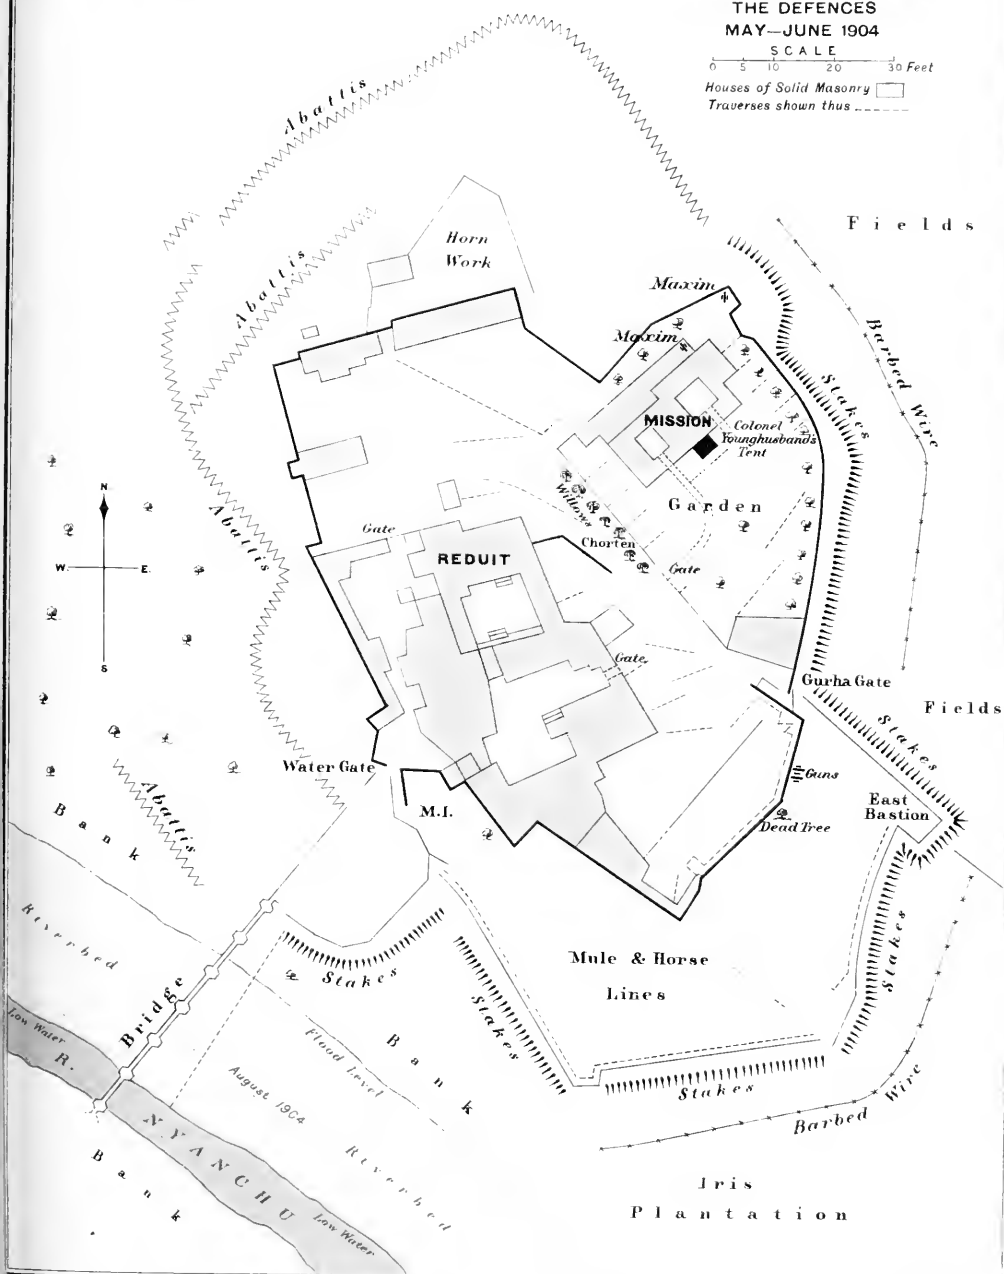 THE DEFENCES
MAY—JUNE 1904
SCALE
0 5 10 20 30 Feet
Houses of Solid Masonry
Traverses shown thus
Abattis
Fields
Horn
Work
Abattis
Maxim
Maxim
Barbed Wire
Stakes
MISSION
Colonel
Younghusband's
Tent
N.
W. E.
S
Willows
Garden
Abattis
Gate
REDUIT
Chorten
Gate
Gate
Gurha Gate
Fields
Stakes
Water Gate
Guns
M.I.
East
Bastion
Dead Tree
Abattis
Bank
Riverbed
Stakes
Stakes
Mule & Horse
Lines
Stakes
Bridge
Low Water
R. NYANCHU
Low Water
Flood Level
August 1904
Bank
Riverbed
Stakes
Barbed Wire
Bank
Iris
Plantation